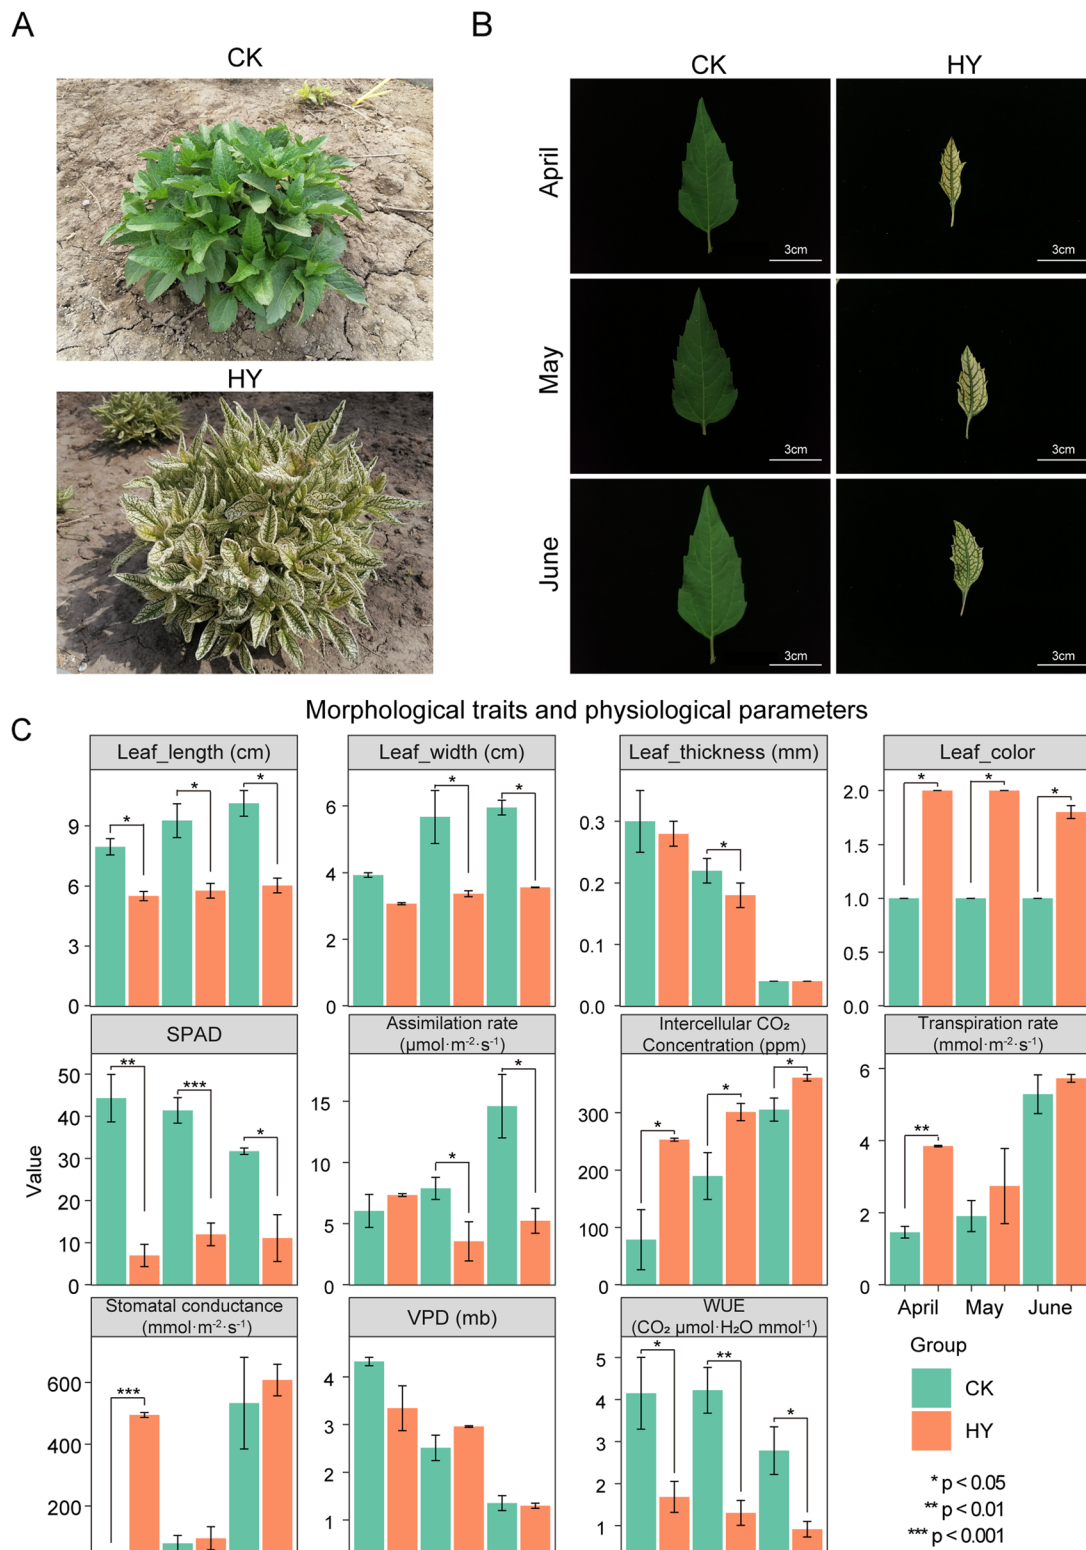 A
B
CK
CK
HY
April
3cm
3cm
May
3cm
3cm
HY
June
3cm
3cm
C
Morphological traits and physiological parameters
Leaf_length (cm)
Leaf_width (cm)
Leaf_thickness (mm)
Leaf_color
9
6
3
0
* * *
6
4
2
0
* *
0.3
0.2
0.1
0.0
*
2.0
1.5
1.0
0.5
0.0
* * *
Value
SPAD
Assimilation rate
(μmol·m⁻²·s⁻¹)
Intercellular CO₂
Concentration (ppm)
Transpiration rate
(mmol·m⁻²·s⁻¹)
50
40
30
20
10
0
** *** *
15
10
5
0
* *
300
200
100
0
* * *
6
4
2
0
**
April May June
Stomatal conductance
(mmol·m⁻²·s⁻¹)
VPD (mb)
WUE
(CO₂ μmol·H₂O mmol⁻¹)
600
400
200
***
4
3
2
1
5
4
3
2
1
* ** *
Group
CK
HY
* p < 0.05
** p < 0.01
*** p < 0.001